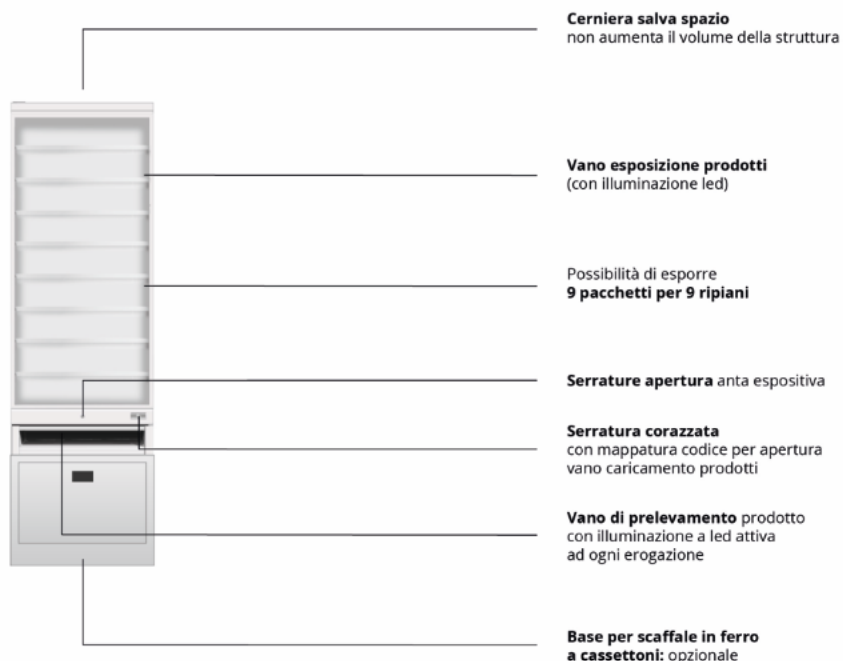 Cerniera salva spazio
non aumenta il volume della struttura
Vano esposizione prodotti
(con illuminazione led)
Possibilità di esporre
9 pacchetti per 9 ripiani
Serrature apertura anta espositiva
Serratura corazzata
con mappatura codice per apertura
vano caricamento prodotti
Vano di prelevamento prodotto
con illuminazione a led attiva
ad ogni erogazione
Base per scaffale in ferro
a cassettoni: opzionale